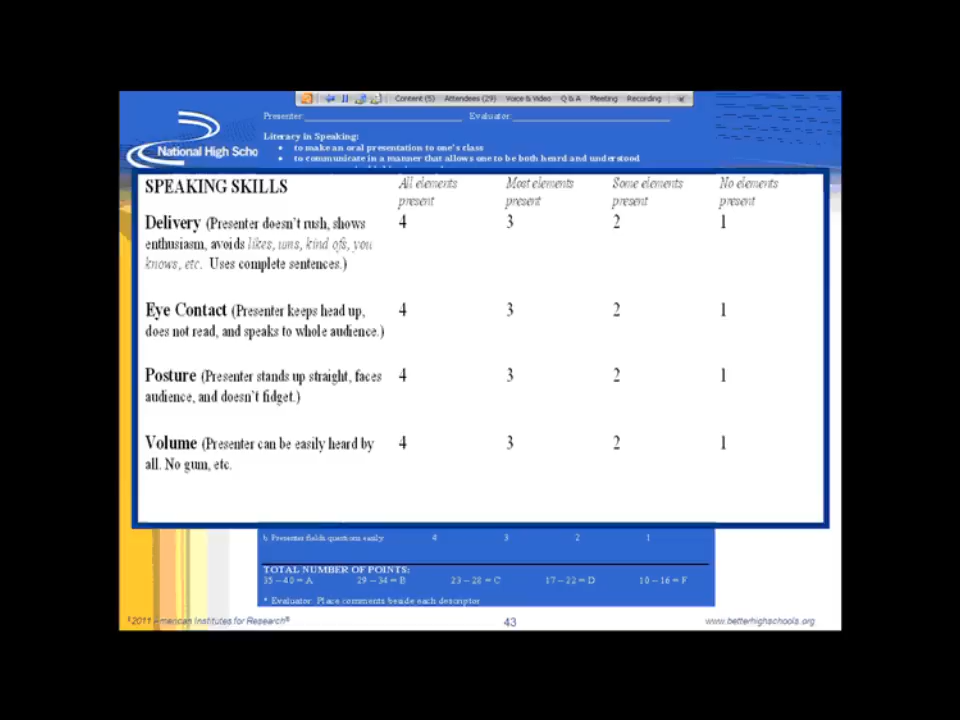 Content (5) Attendees (29) Voice & Video Q & A Meeting Recording
Presenter: Evaluator:
National High Scho
Literacy in Speaking:
• to make an oral presentation to one's class
• to communicate in a manner that allows one to be both heard and understood
SPEAKING SKILLS All elements present Most elements present Some elements present No elements present
Delivery (Presenter doesn't rush, shows 4 3 2 1
enthusiasm, avoids likes, ums, kind ofs, you
knows, etc. Uses complete sentences.)
Eye Contact (Presenter keeps head up, 4 3 2 1
does not read, and speaks to whole audience.)
Posture (Presenter stands up straight, faces 4 3 2 1
audience, and doesn't fidget.)
Volume (Presenter can be easily heard by 4 3 2 1
all. No gum, etc.
b. Presenter fields questions easily 4 3 2 1
TOTAL NUMBER OF POINTS:
35 – 40 = A 29 – 34 = B 23 – 28 = C 17 – 22 = D 10 – 16 = F
* Evaluator: Place comments beside each descriptor
©2011 American Institutes for Research® 43 www.betterhighschools.org